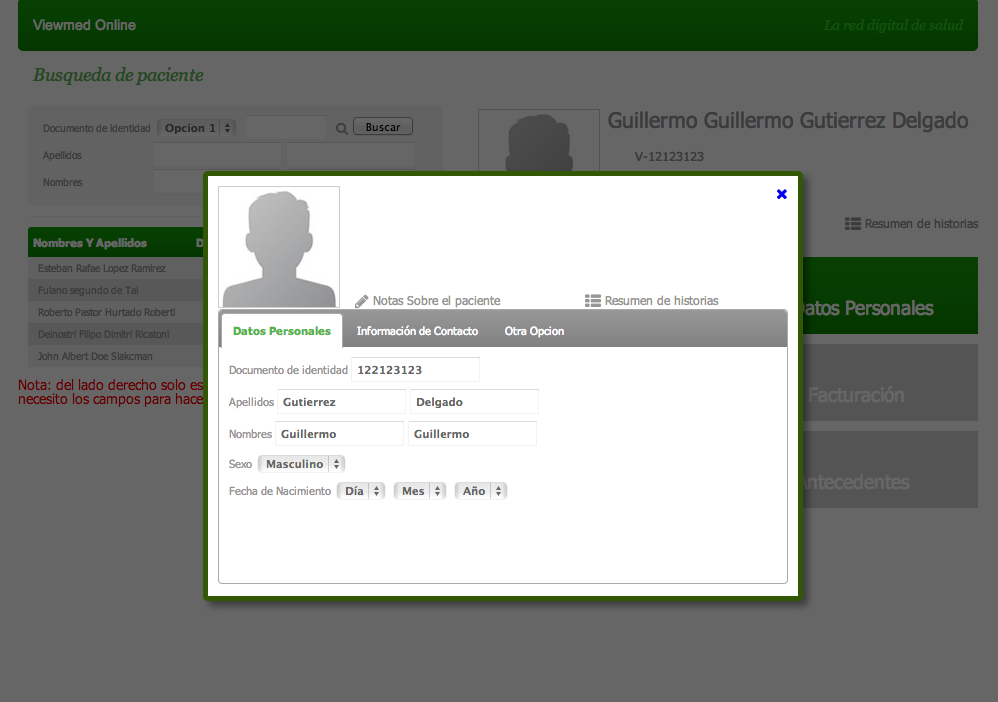 Viewmed Online
La red digital de salud
Busqueda de paciente
Documento de identidad Opcion 1 Buscar
Apellidos
Nombres
Guillermo Guillermo Gutierrez Delgado
V-12123123
Resumen de historias
Nombres Y Apellidos D
Esteban Rafae Lopez Ramirez
Fulano segundo de Tal
Roberto Pastor Hurtado Roberti
Deinostri Filipo Dimitri Ricatoni
John Albert Doe Slakcman
Nota: del lado derecho solo es
necesito los campos para hace
atos Personales
Facturación
Antecedentes
Notas Sobre el paciente
Resumen de historias
Datos Personales Información de Contacto Otra Opcion
Documento de identidad 122123123
Apellidos Gutierrez Delgado
Nombres Guillermo Guillermo
Sexo Masculino
Fecha de Nacimiento Día Mes Año